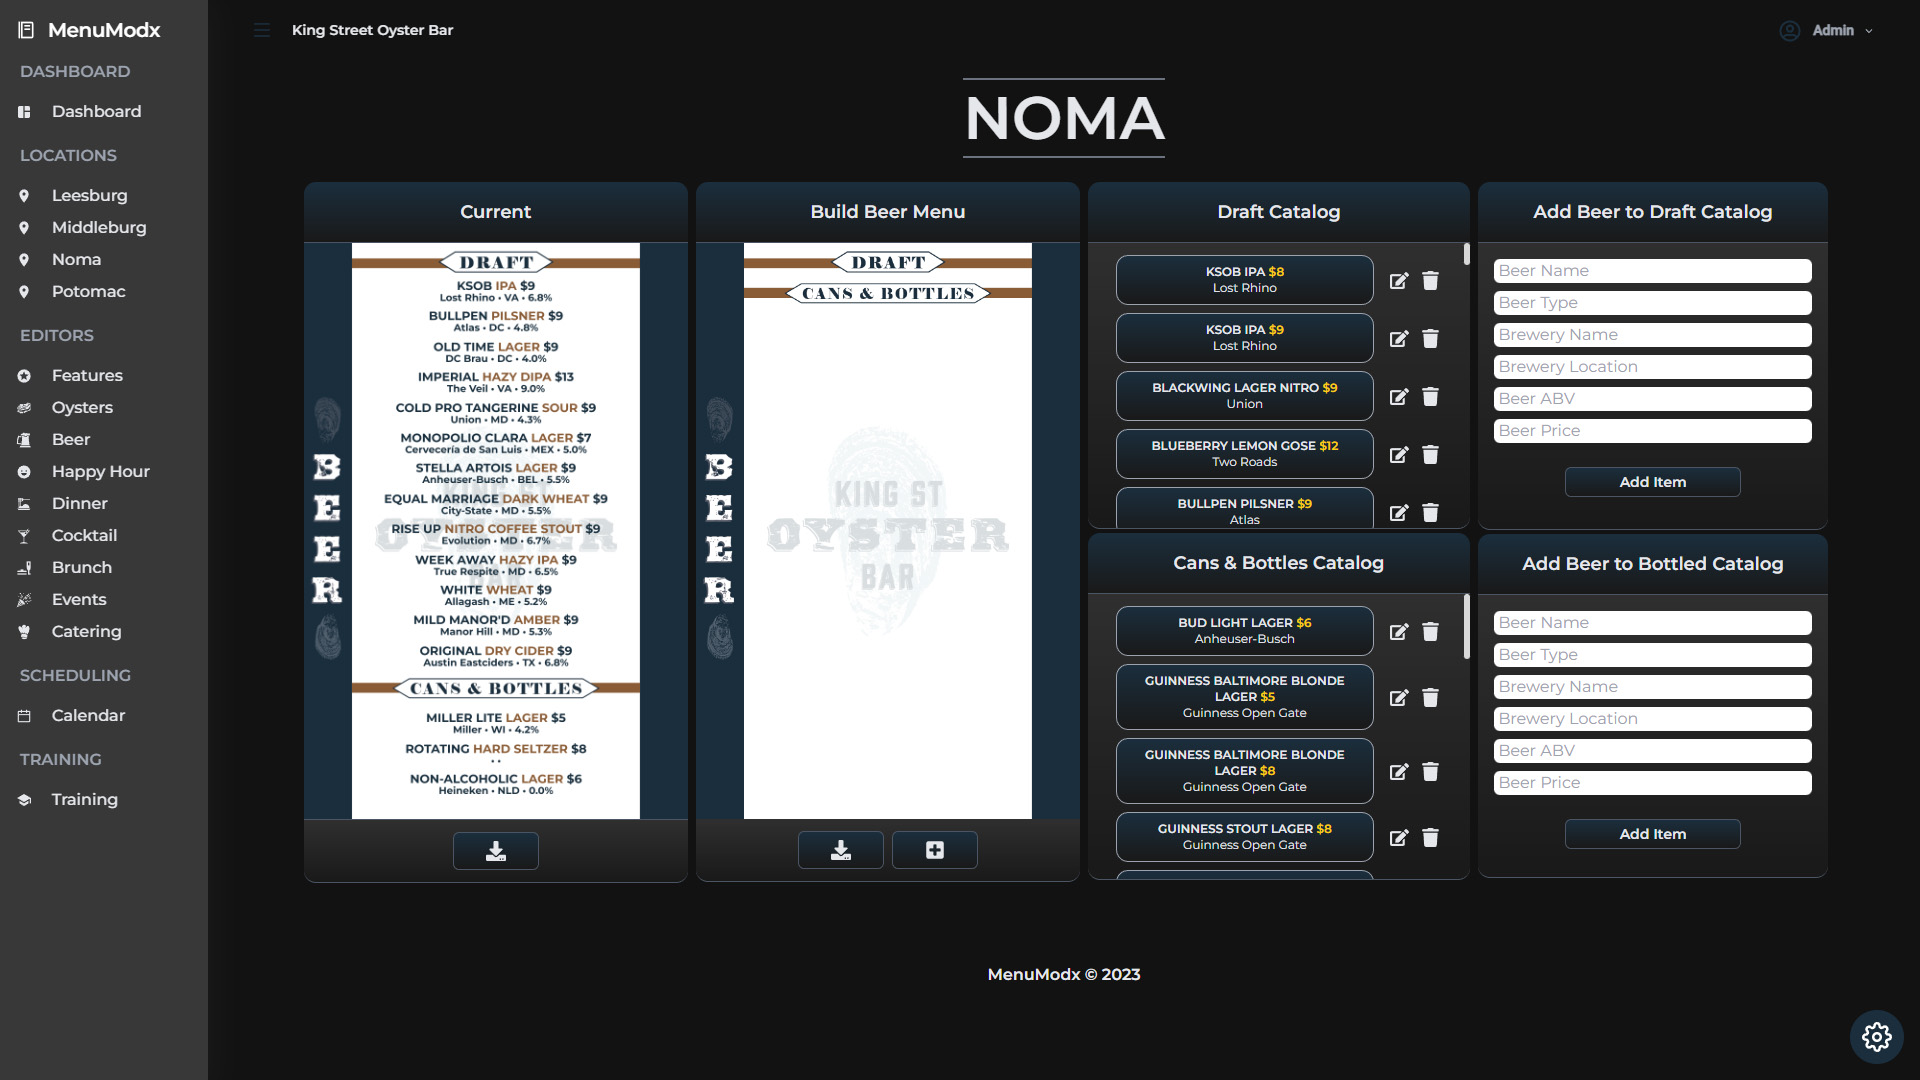 MenuModx
DASHBOARD
Dashboard
LOCATIONS
Leesburg
Middleburg
Noma
Potomac
EDITORS
Features
Oysters
Beer
Happy Hour
Dinner
Cocktail
Brunch
Events
Catering
SCHEDULING
Calendar
TRAINING
Training
King Street Oyster Bar
Admin
NOMA
Current
BEER
DRAFT
KSOB IPA $9
Lost Rhino • VA • 6.8%
BULLPEN PILSNER $9
Atlas • DC • 4.8%
OLD TIME LAGER $9
DC Brau • DC • 4.0%
IMPERIAL HAZY DIPA $13
The Veil • VA • 9.0%
COLD PRO TANGERINE SOUR $9
Union • MD • 4.3%
MONOPOLIO CLARA LAGER $7
Cervecería de San Luis • MEX • 5.0%
STELLA ARTOIS LAGER $9
Anheuser-Busch • BEL • 5.5%
EQUAL MARRIAGE DARK WHEAT $9
City-State • MD • 5.5%
RISE UP NITRO COFFEE STOUT $9
Evolution • MD • 6.7%
WEEK AWAY HAZY IPA $9
True Respite • MD • 6.5%
WHITE WHEAT $9
Allagash • ME • 5.2%
MILD MANOR'D AMBER $9
Manor Hill • MD • 5.3%
ORIGINAL DRY CIDER $9
Austin Eastciders • TX • 6.8%
CANS & BOTTLES
MILLER LITE LAGER $5
Miller • WI • 4.2%
ROTATING HARD SELTZER $8
• •
NON-ALCOHOLIC LAGER $6
Heineken • NLD • 0.0%
KING ST
OYSTER
BAR
Build Beer Menu
BEER
DRAFT
CANS & BOTTLES
KING ST
OYSTER
BAR
Draft Catalog
KSOB IPA $8
Lost Rhino
KSOB IPA $9
Lost Rhino
BLACKWING LAGER NITRO $9
Union
BLUEBERRY LEMON GOSE $12
Two Roads
BULLPEN PILSNER $9
Atlas
Cans & Bottles Catalog
BUD LIGHT LAGER $6
Anheuser-Busch
GUINNESS BALTIMORE BLONDE
LAGER $5
Guinness Open Gate
GUINNESS BALTIMORE BLONDE
LAGER $8
Guinness Open Gate
GUINNESS STOUT LAGER $8
Guinness Open Gate
Add Beer to Draft Catalog
Beer Name
Beer Type
Brewery Name
Brewery Location
Beer ABV
Beer Price
Add Item
Add Beer to Bottled Catalog
Beer Name
Beer Type
Brewery Name
Brewery Location
Beer ABV
Beer Price
Add Item
MenuModx © 2023